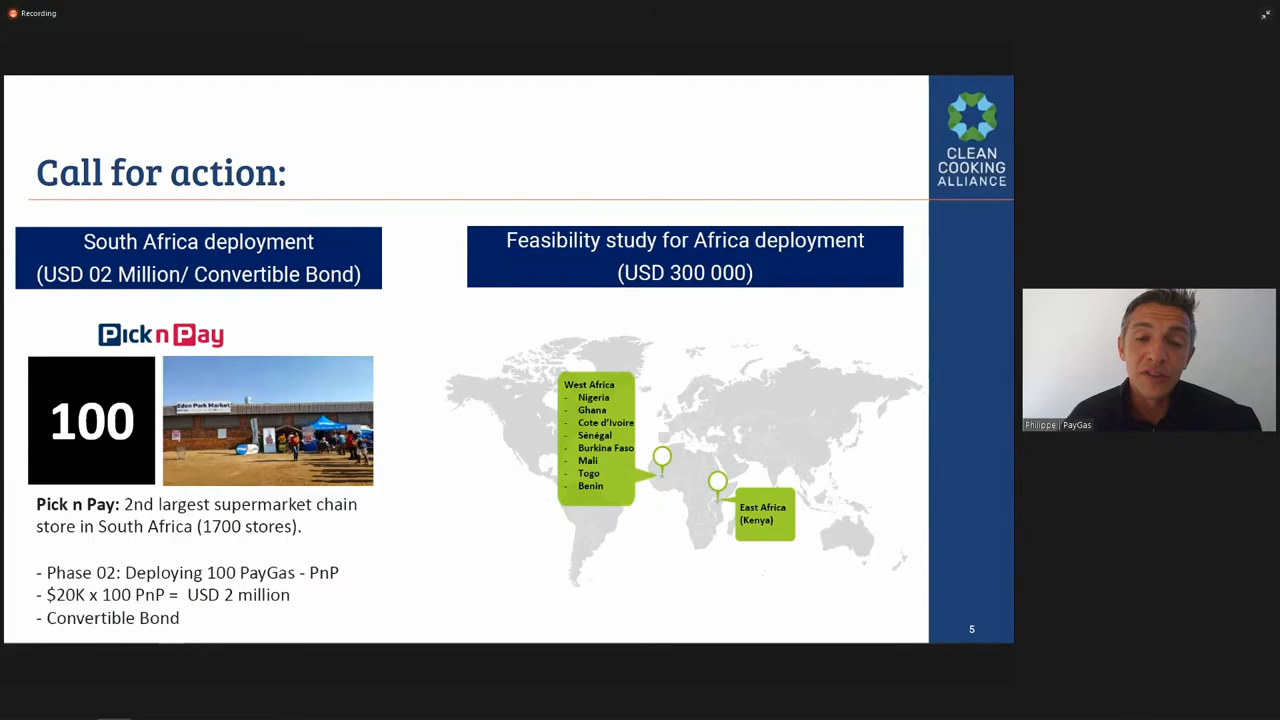 Recording
CLEAN
COOKING
ALLIANCE
Call for action:
South Africa deployment
(USD 02 Million/ Convertible Bond)
Feasibility study for Africa deployment
(USD 300 000)
Pick n Pay
100
Eden Park Market
Pick n Pay: 2nd largest supermarket chain
store in South Africa (1700 stores).
- Phase 02: Deploying 100 PayGas - PnP
- $20K x 100 PnP = USD 2 million
- Convertible Bond
West Africa
- Nigeria
- Ghana
- Cote d'Ivoire
- Sénégal
- Burkina Faso
- Mali
- Togo
- Benin
East Africa
(Kenya)
5
Philippe | PayGas